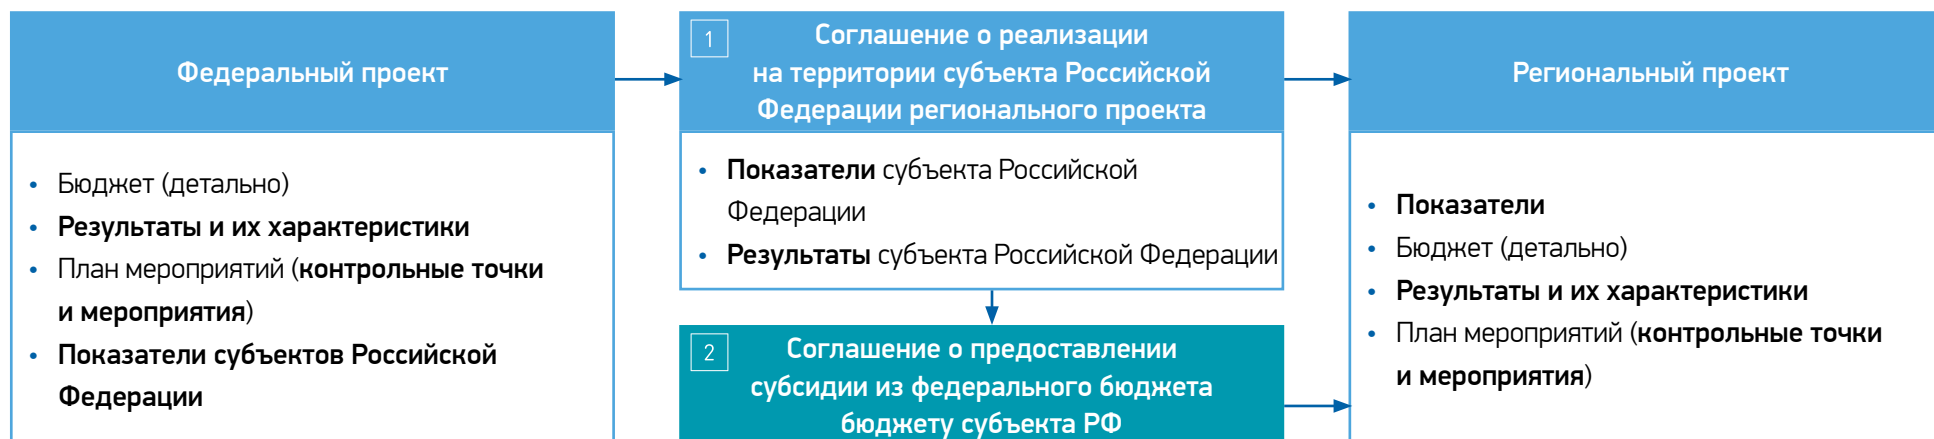 Федеральный проект
• Бюджет (детально)
• Результаты и их характеристики
• План мероприятий (контрольные точки
и мероприятия)
• Показатели субъектов Российской
Федерации
1
Соглашение о реализации
на территории субъекта Российской
Федерации регионального проекта
• Показатели субъекта Российской
Федерации
• Результаты субъекта Российской Федерации
2
Соглашение о предоставлении
субсидии из федерального бюджета
бюджету субъекта РФ
Региональный проект
• Показатели
• Бюджет (детально)
• Результаты и их характеристики
• План мероприятий (контрольные точки
и мероприятия)